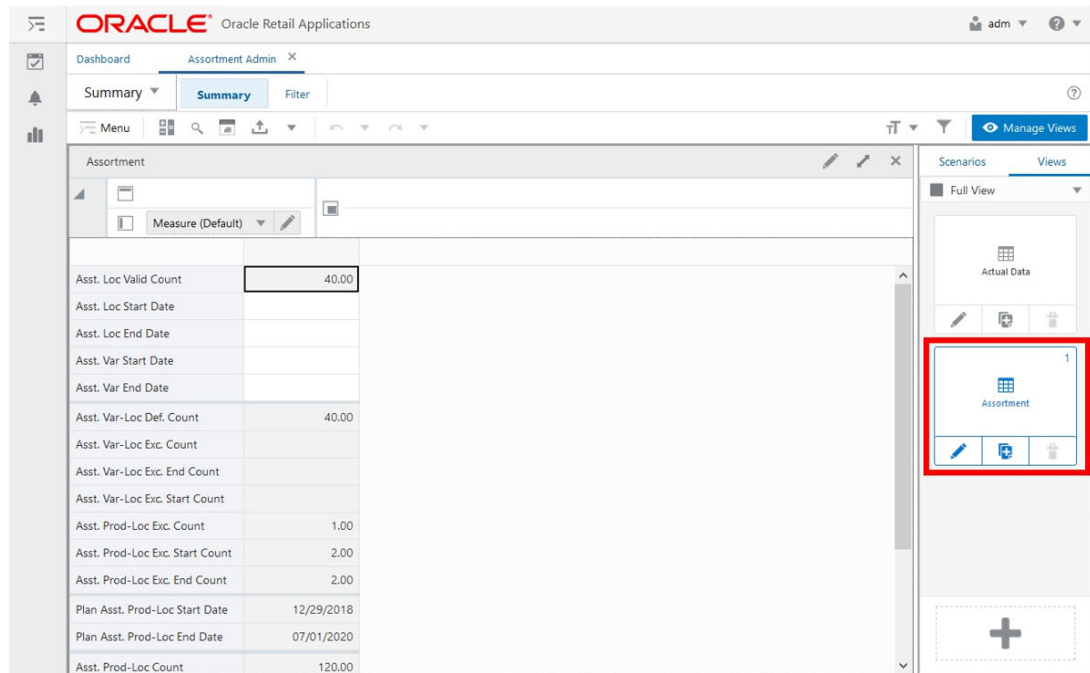 ORACLE® Oracle Retail Applications
adm
Dashboard Assortment Admin
Summary Summary Filter
Menu
Manage Views
Assortment
Scenarios Views
Full View
Measure (Default)
Actual Data
1
Assortment
Asst. Loc Valid Count 40.00
Asst. Loc Start Date
Asst. Loc End Date
Asst. Var Start Date
Asst. Var End Date
Asst. Var-Loc Def. Count 40.00
Asst. Var-Loc Exc. Count
Asst. Var-Loc Exc. End Count
Asst. Var-Loc Exc. Start Count
Asst. Prod-Loc Exc. Count 1.00
Asst. Prod-Loc Exc. Start Count 2.00
Asst. Prod-Loc Exc. End Count 2.00
Plan Asst. Prod-Loc Start Date 12/29/2018
Plan Asst. Prod-Loc End Date 07/01/2020
Asst. Prod-Loc Count 120.00